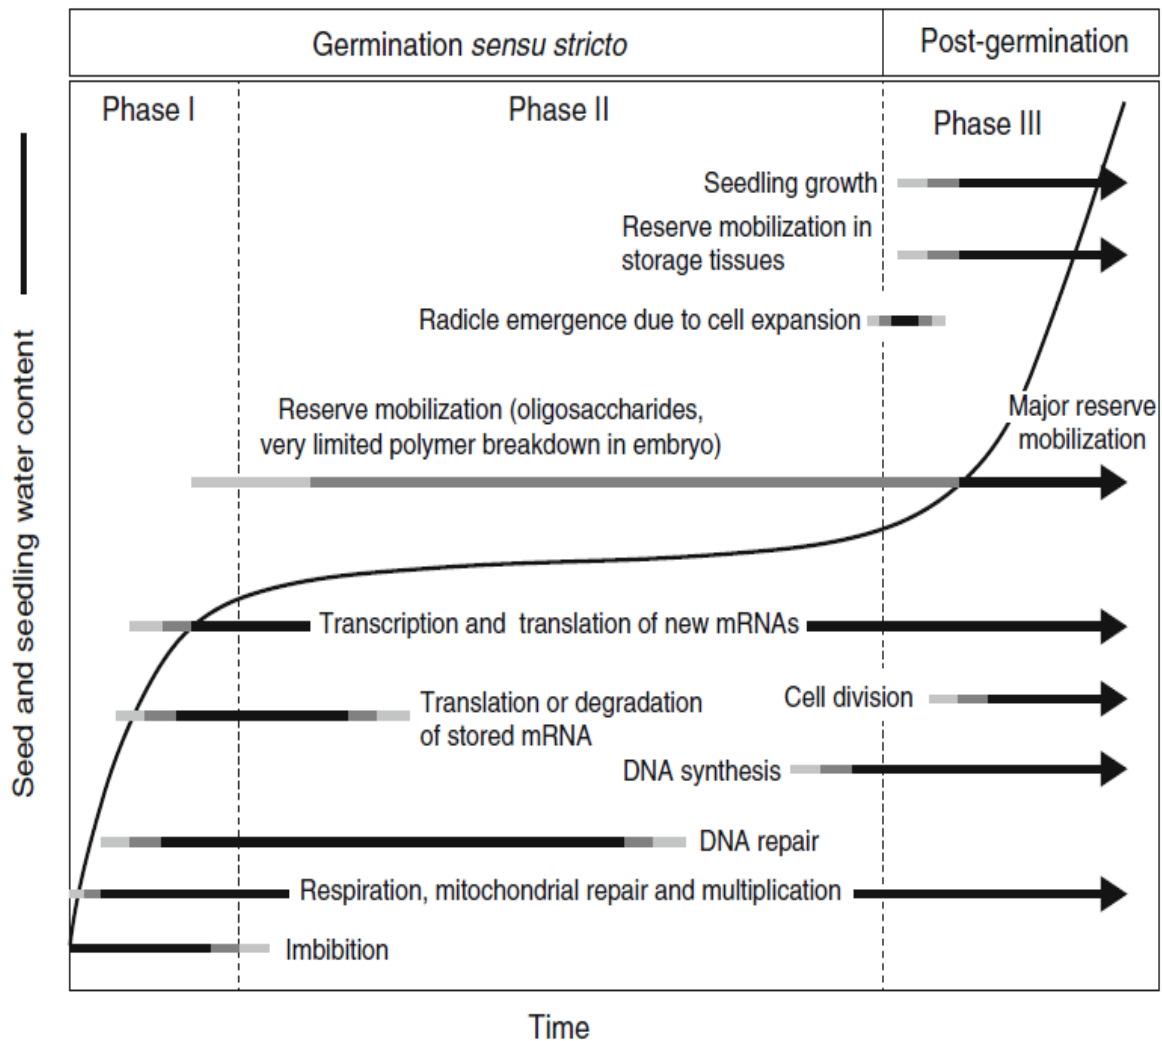 Germination sensu stricto
Post-germination
Phase I
Phase II
Phase III
Seedling growth
Reserve mobilization in
storage tissues
Radicle emergence due to cell expansion
Reserve mobilization (oligosaccharides,
very limited polymer breakdown in embryo)
Major reserve
mobilization
Transcription and translation of new mRNAs
Translation or degradation
of stored mRNA
Cell division
DNA synthesis
DNA repair
Respiration, mitochondrial repair and multiplication
Imbibition
Seed and seedling water content
Time